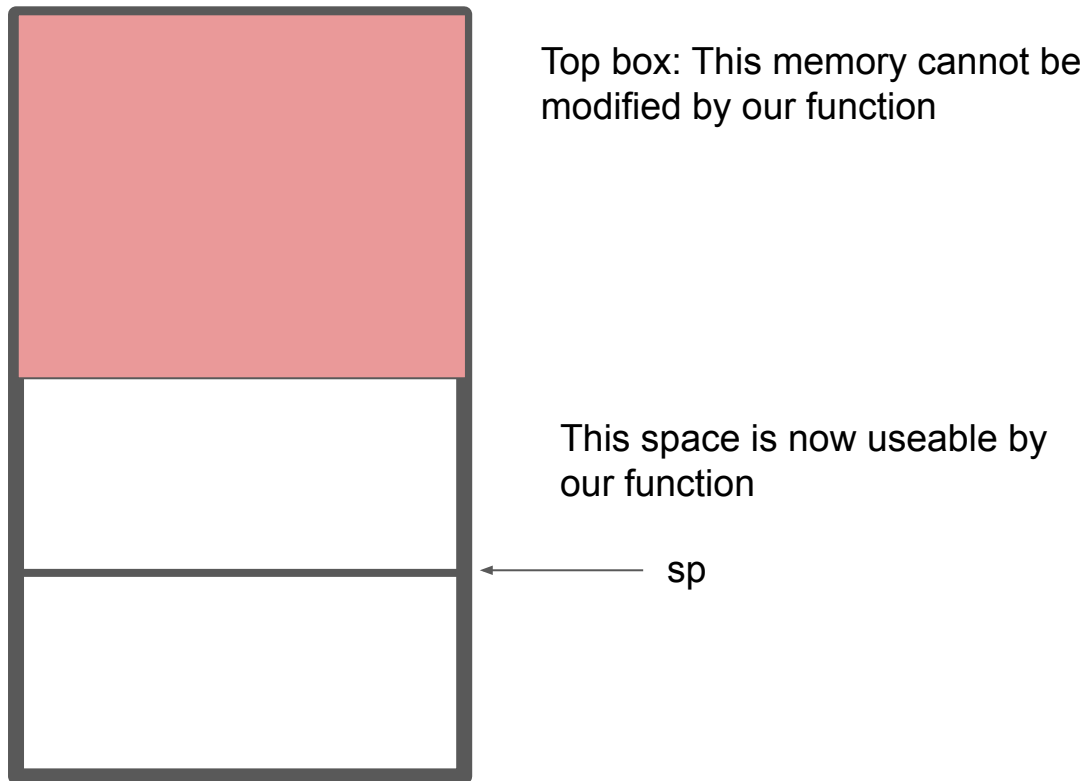 Top box: This memory cannot be
modified by our function
This space is now useable by
our function
sp